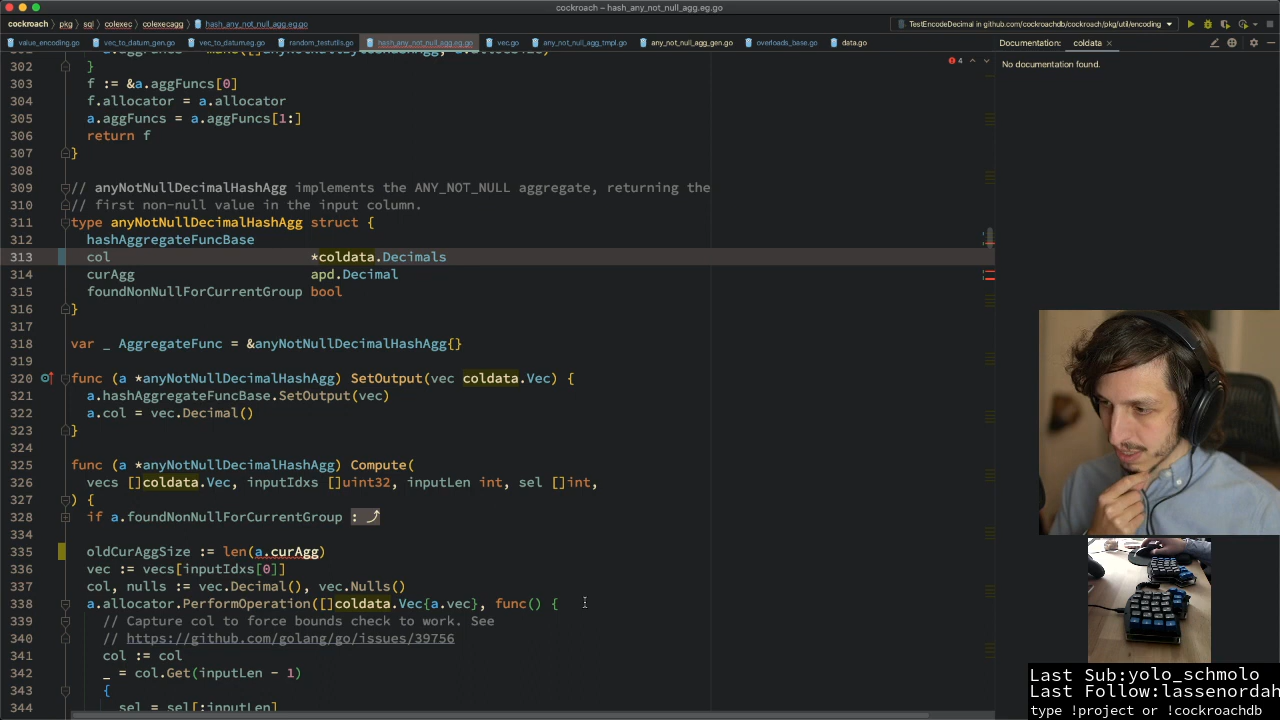 cockroach – hash_any_not_null_agg.eg.go
cockroach › pkg › sql › colexec › colexecagg › hash_any_not_null_agg.eg.go
TestEncodeDecimal in github.com/cockroachdb/cockroach/pkg/util/encoding
value_encoding.go vec_to_datum_gen.go vec_to_datum.eg.go random_testutils.go hash_any_not_null_agg.eg.go vec.go any_not_null_agg_tmpl.go any_not_null_agg_gen.go overloads_base.go data.go
Documentation: coldata
No documentation found.
4
302 }
303 f := &a.aggFuncs[0]
304 f.allocator = a.allocator
305 a.aggFuncs = a.aggFuncs[1:]
306 return f
307 }
308
309 // anyNotNullDecimalHashAgg implements the ANY_NOT_NULL aggregate, returning the
310 // first non-null value in the input column.
311 type anyNotNullDecimalHashAgg struct {
312 hashAggregateFuncBase
313 col *coldata.Decimals
314 curAgg apd.Decimal
315 foundNonNullForCurrentGroup bool
316 }
317
318 var _ AggregateFunc = &anyNotNullDecimalHashAgg{}
319
320 func (a *anyNotNullDecimalHashAgg) SetOutput(vec coldata.Vec) {
321 a.hashAggregateFuncBase.SetOutput(vec)
322 a.col = vec.Decimal()
323 }
324
325 func (a *anyNotNullDecimalHashAgg) Compute(
326 vecs []coldata.Vec, inputIdxs []uint32, inputLen int, sel []int,
327 ) {
328 if a.foundNonNullForCurrentGroup :
334
335 oldCurAggSize := len(a.curAgg)
336 vec := vecs[inputIdxs[0]]
337 col, nulls := vec.Decimal(), vec.Nulls()
338 a.allocator.PerformOperation([]coldata.Vec{a.vec}, func() {
339 // Capture col to force bounds check to work. See
340 // https://github.com/golang/go/issues/39756
341 col := col
342 _ = col.Get(inputLen - 1)
343 {
344 sel = sel[:inputLen]
Last Sub:yolo_schmolo
Last Follow:lassenordah
type !project or !cockroachdb